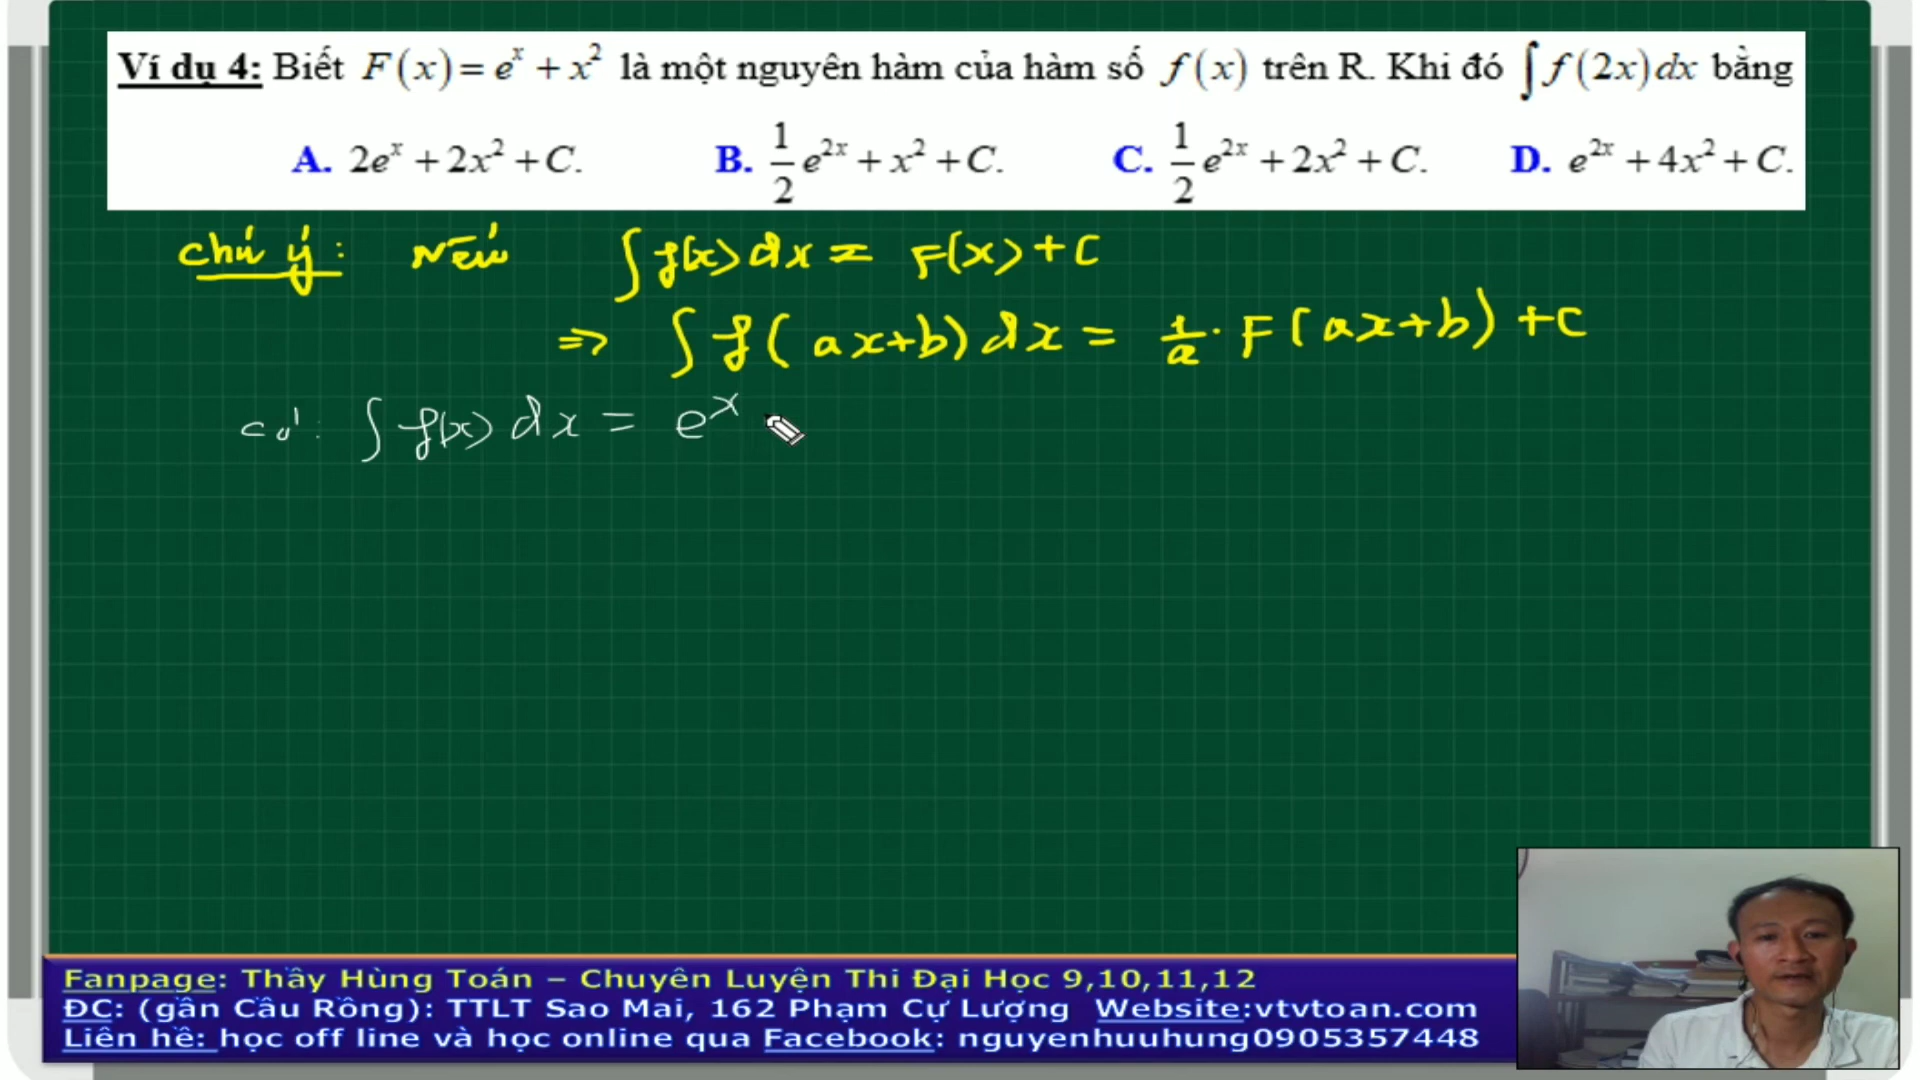 Ví dụ 4: Biết F(x) = e^x + x^2 là một nguyên hàm của hàm số f(x) trên R. Khi đó ∫f(2x)dx bằng
A. 2e^x + 2x^2 + C. B. 1/2 e^{2x} + x^2 + C. C. 1/2 e^{2x} + 2x^2 + C. D. e^{2x} + 4x^2 + C.
chú ý: Nếu ∫f(x)dx = F(x) + C
⇒ ∫f(ax+b)dx = 1/a . F(ax+b) + C
có: ∫f(x)dx = e^x
Fanpage: Thầy Hùng Toán – Chuyên Luyện Thi Đại Học 9,10,11,12
ĐC: (gần Cầu Rồng): TTLT Sao Mai, 162 Phạm Cự Lượng Website:vtvtoan.com
Liên hề: học off line và học online qua Facebook: nguyenhuuhung0905357448